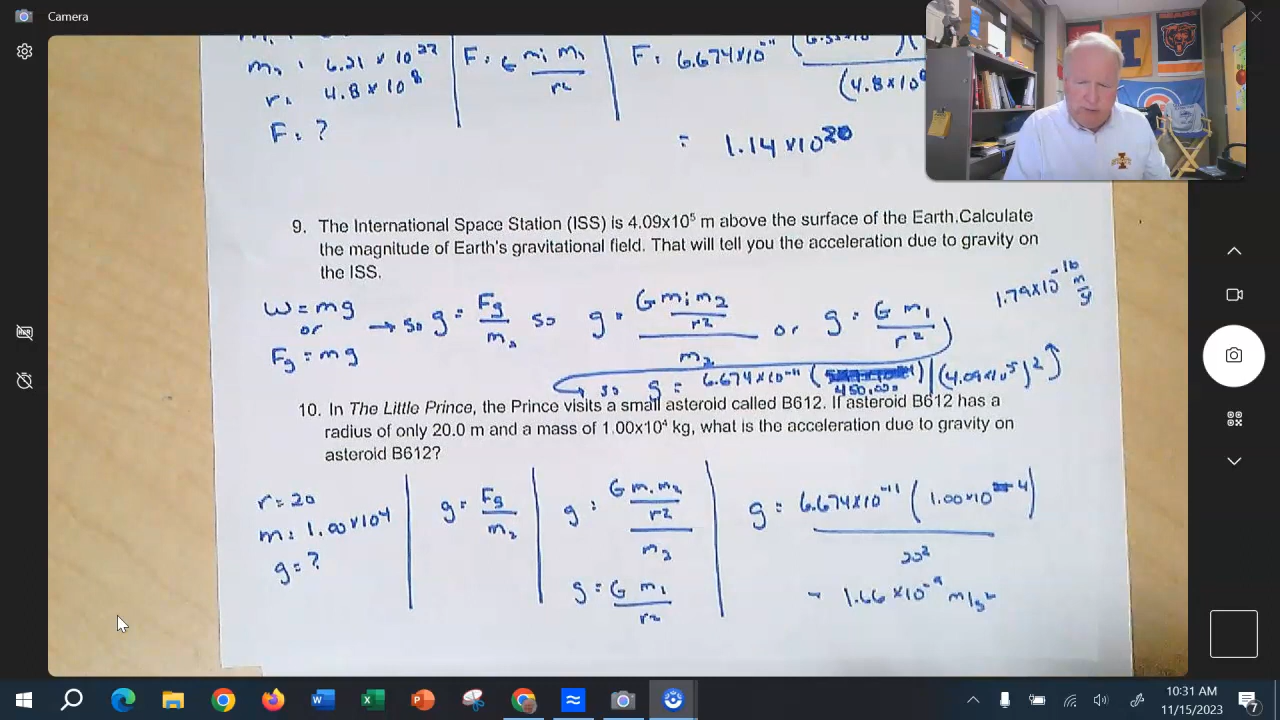 Camera
m₂ : 6.21 × 10²²
r: 4.8 × 10⁸
F: ?
F: G m₁ m₂
r²
F: 6.674×10⁻¹¹
(4.8×10⁸
= 1.14 ×10²⁰
9. The International Space Station (ISS) is 4.09x10⁵ m above the surface of the Earth.Calculate
the magnitude of Earth's gravitational field. That will tell you the acceleration due to gravity on
the ISS.
w = mg
or
Fg = mg
→ so g = Fg
m₂
so
g = G m₁ m₂
r²
m₂
or
g = G m₁
r²
→ so g = 6.674×10⁻¹¹ (
450,000
) | (4.09×10⁵)²
10. In The Little Prince, the Prince visits a small asteroid called B612. If asteroid B612 has a
radius of only 20.0 m and a mass of 1.00x10⁴ kg, what is the acceleration due to gravity on
asteroid B612?
r = 20
m: 1.00×10⁴
g = ?
g = Fg
m₂
g = G m₁ m₂
r²
m₂
g = G m₁
r²
g = 6.674×10⁻¹¹ (1.00×10⁴)
20²
1.66 ×10⁻⁹ m/s²
10:31 AM
11/15/2023
7